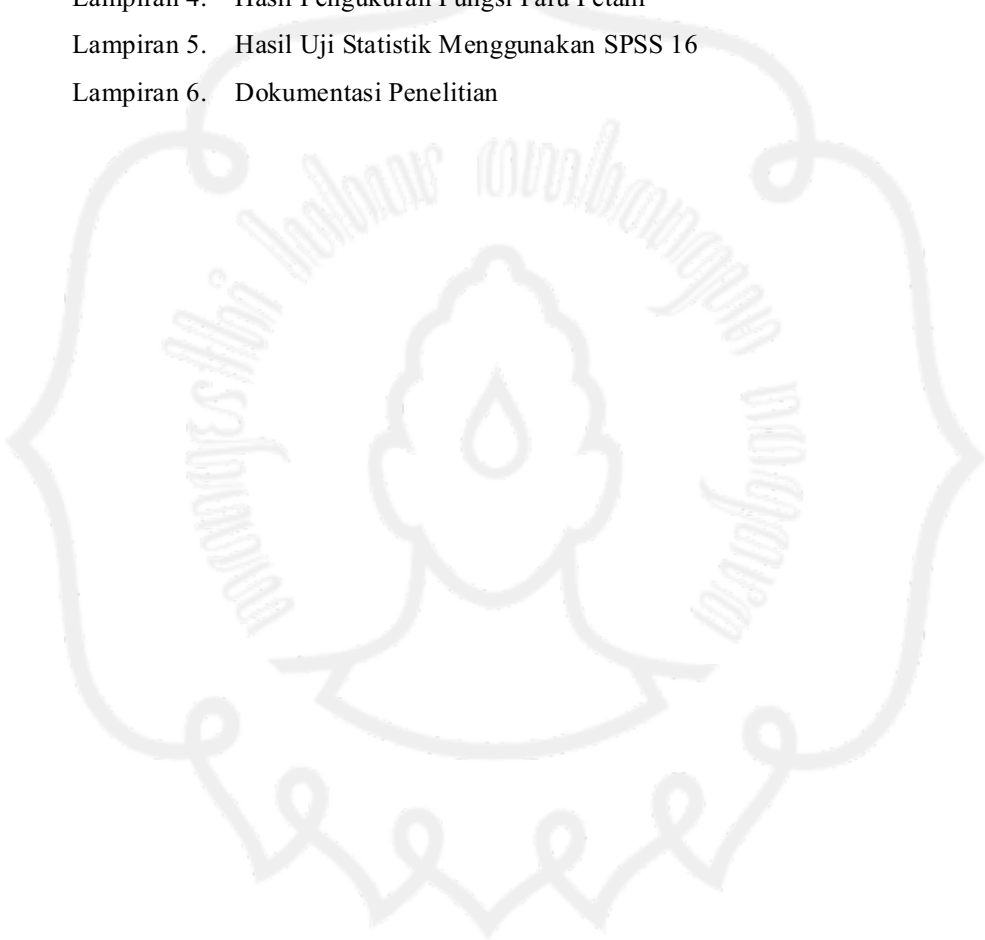 Lampiran 4. Hasil Pengukuran Fungsi Paru Petani
Lampiran 5. Hasil Uji Statistik Menggunakan SPSS 16
Lampiran 6. Dokumentasi Penelitian